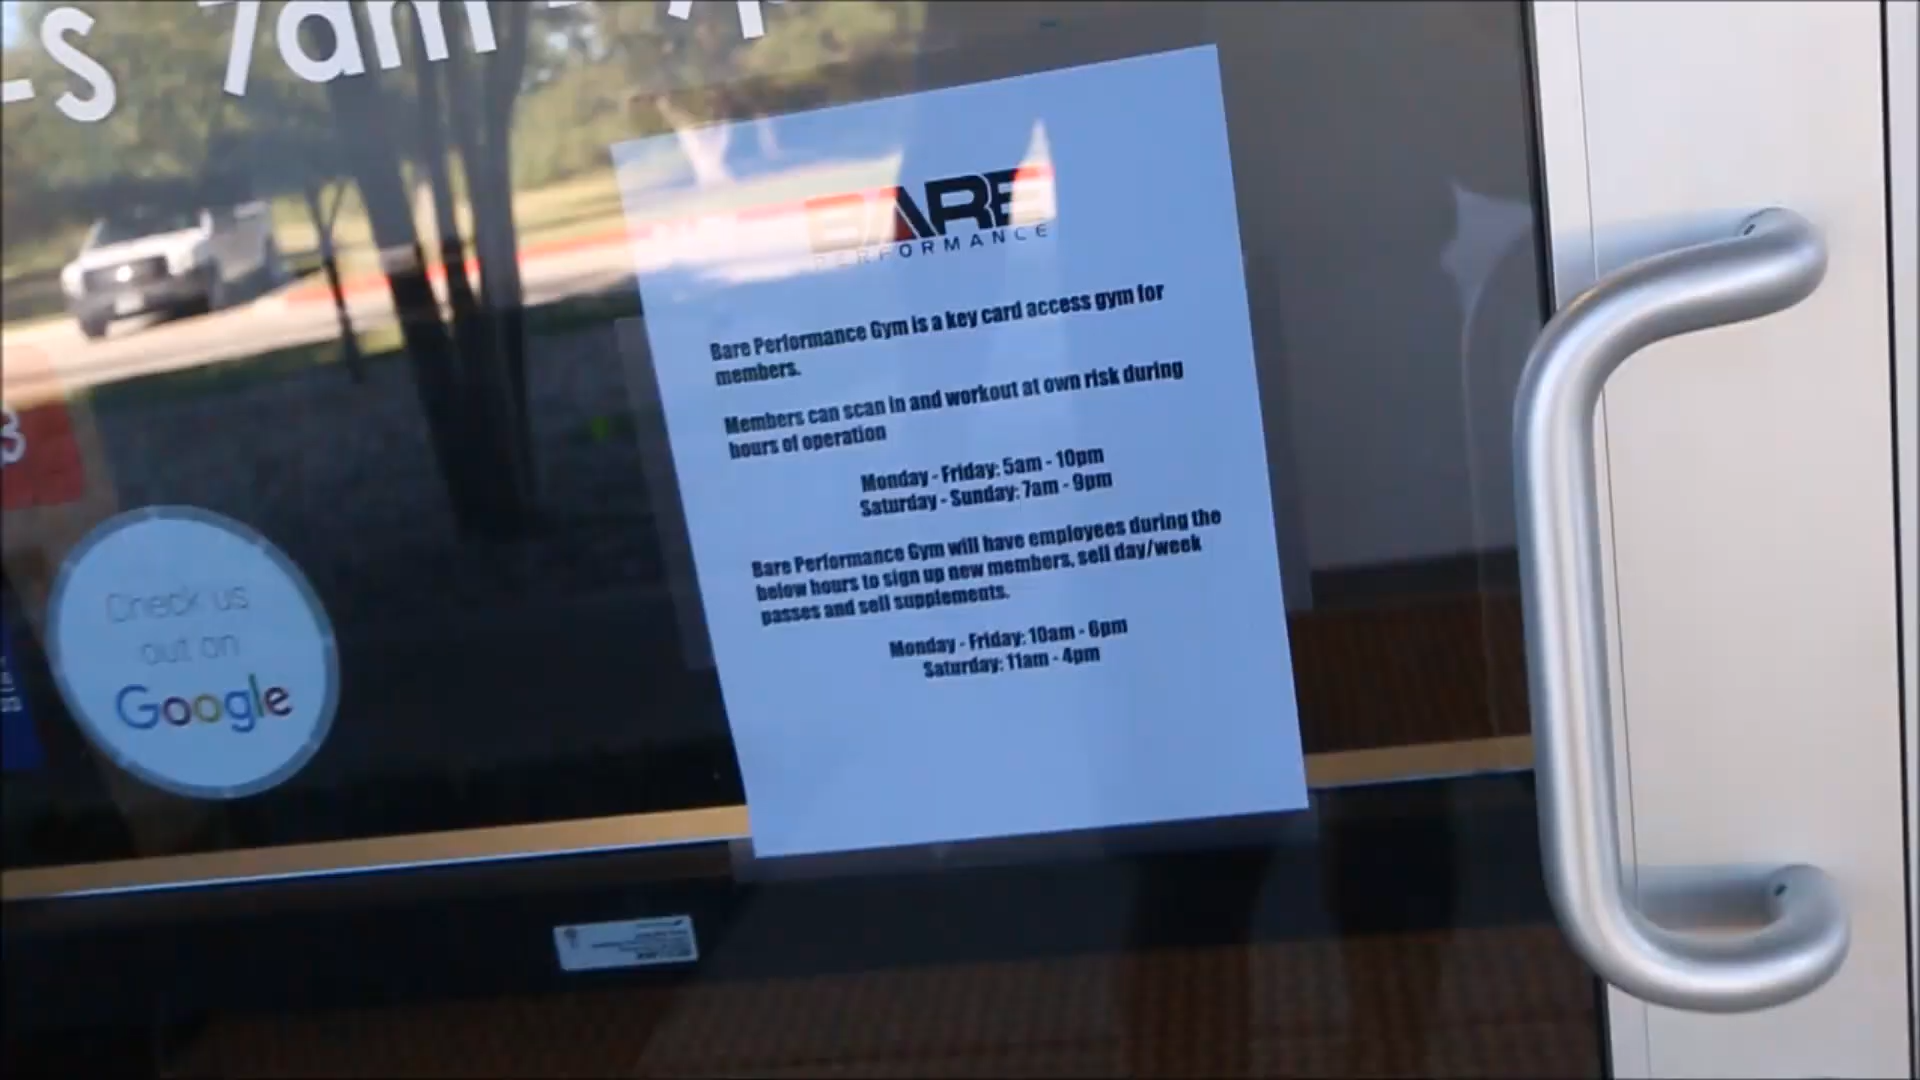 -S 7am -
BARE
PERFORMANCE
Bare Performance Gym is a key card access gym for
members.
Members can scan in and workout at own risk during
hours of operation
Monday - Friday: 5am - 10pm
Saturday - Sunday: 7am - 9pm
Bare Performance Gym will have employees during the
below hours to sign up new members, sell day/week
passes and sell supplements.
Monday - Friday: 10am - 6pm
Saturday: 11am - 4pm
3
Check us
out on
Google